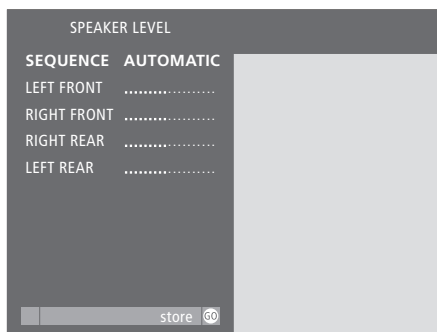 SPEAKER LEVEL
SEQUENCE AUTOMATIC
LEFT FRONT ...................
RIGHT FRONT ...................
RIGHT REAR ...................
LEFT REAR ...................
store GO